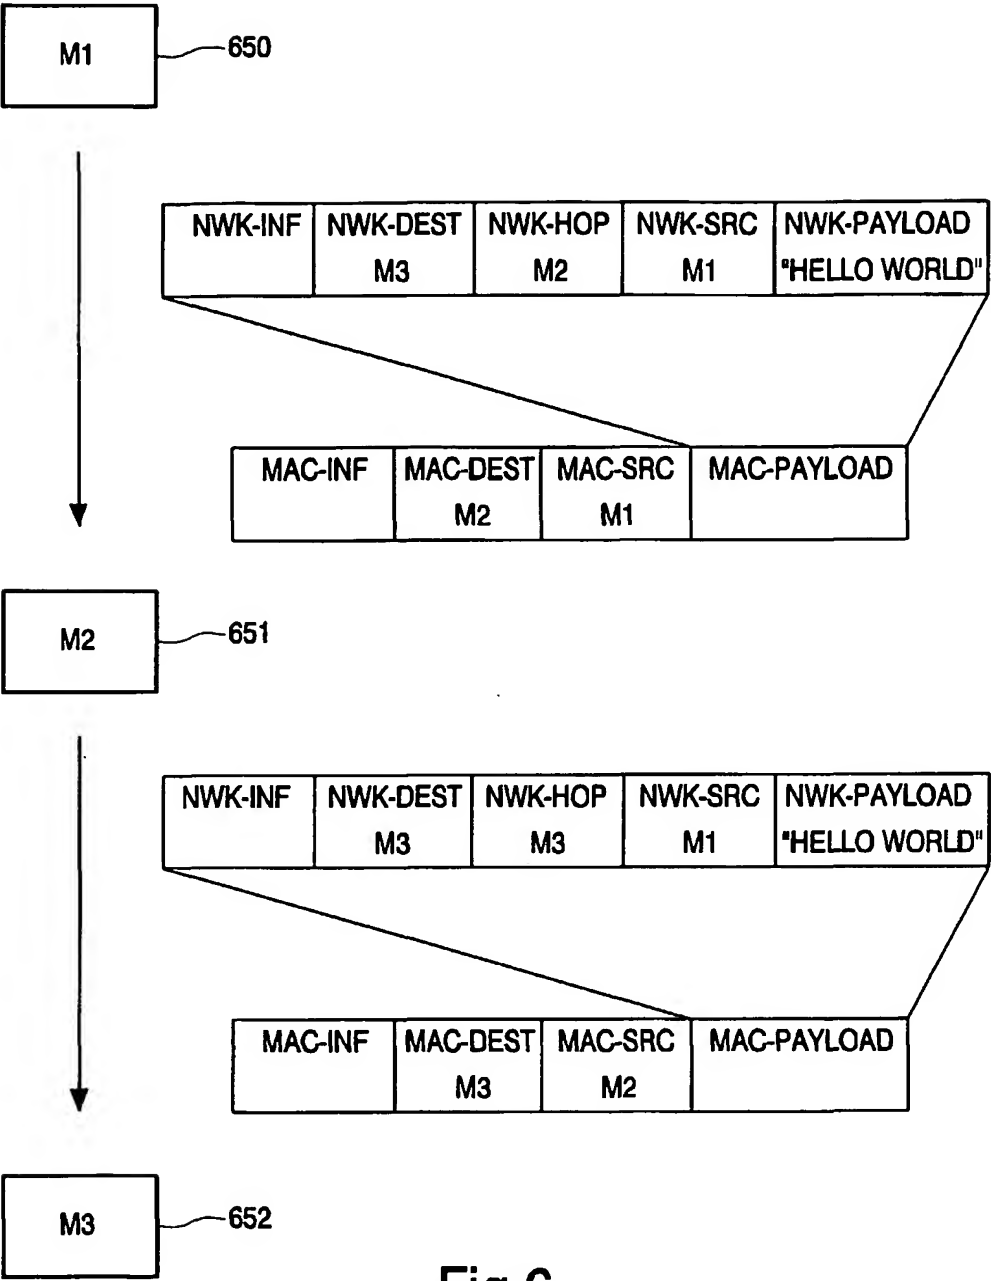 M1
650
NWK-INF NWK-DEST NWK-HOP NWK-SRC NWK-PAYLOAD
M3 M2 M1 "HELLO WORLD"
MAC-INF MAC-DEST MAC-SRC MAC-PAYLOAD
M2 M1
M2
651
NWK-INF NWK-DEST NWK-HOP NWK-SRC NWK-PAYLOAD
M3 M3 M1 "HELLO WORLD"
MAC-INF MAC-DEST MAC-SRC MAC-PAYLOAD
M3 M2
M3
652
Fig 6